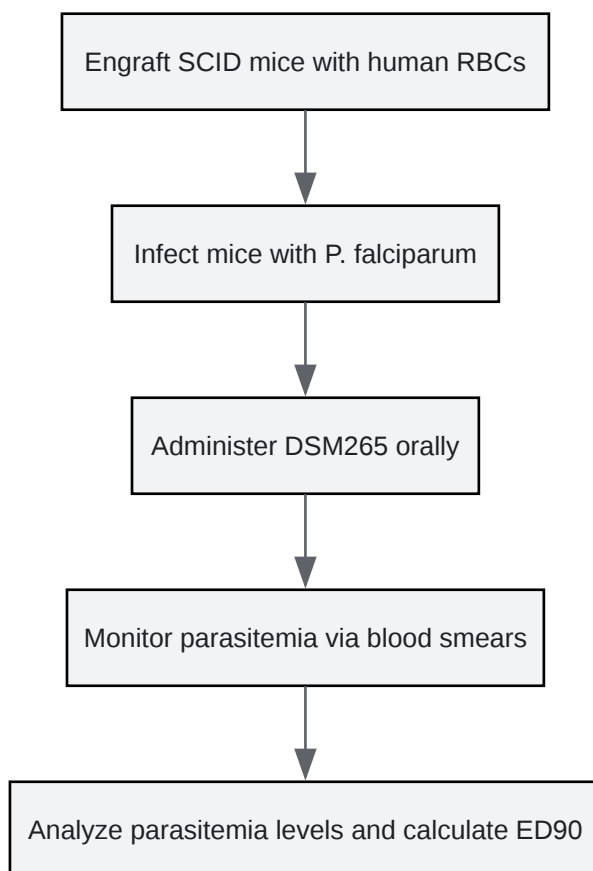 Engraft SCID mice with human RBCs
Infect mice with P. falciparum
Administer DSM265 orally
Monitor parasitemia via blood smears
Analyze parasitemia levels and calculate ED90